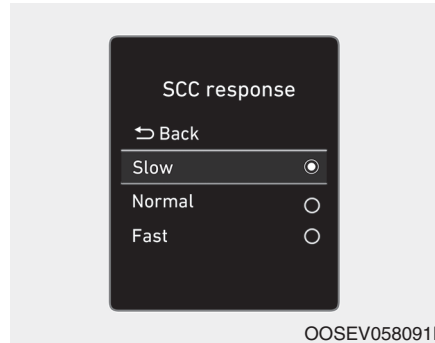 SCC response
Back
Slow
Normal
Fast
OOSEV058091